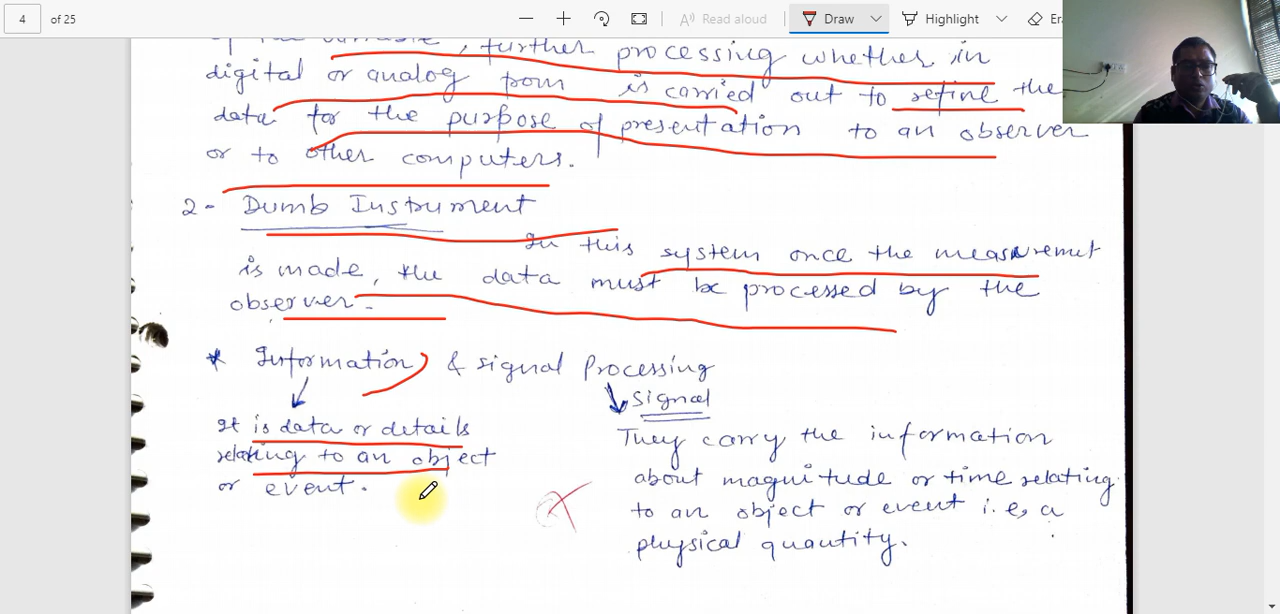 4 of 25
Read aloud
Draw
Highlight
Er
, further processing whether in
digital or analog from is carried out to refine the
data for the purpose of presentation to an observer
or to other computers.
2- Dumb Instrument
In this system once the measuremet
is made, the data must be processed by the
observer.
* Information & signal Processing
Signal
It is data or details
relating to an object
or event.
They carry the information
about magnitude or time relating
to an object or event i.e, a
physical quantity.